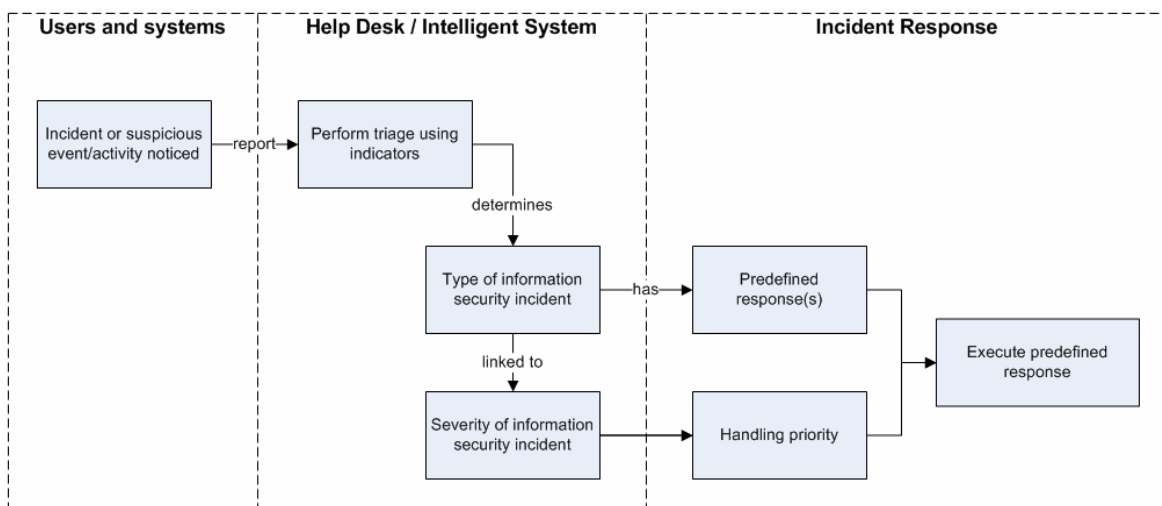 Users and systems
Help Desk / Intelligent System
Incident Response
Incident or suspicious
event/activity noticed
report
Perform triage using
indicators
determines
Type of information
security incident
has
Predefined
response(s)
linked to
Execute predefined
response
Severity of information
security incident
Handling priority